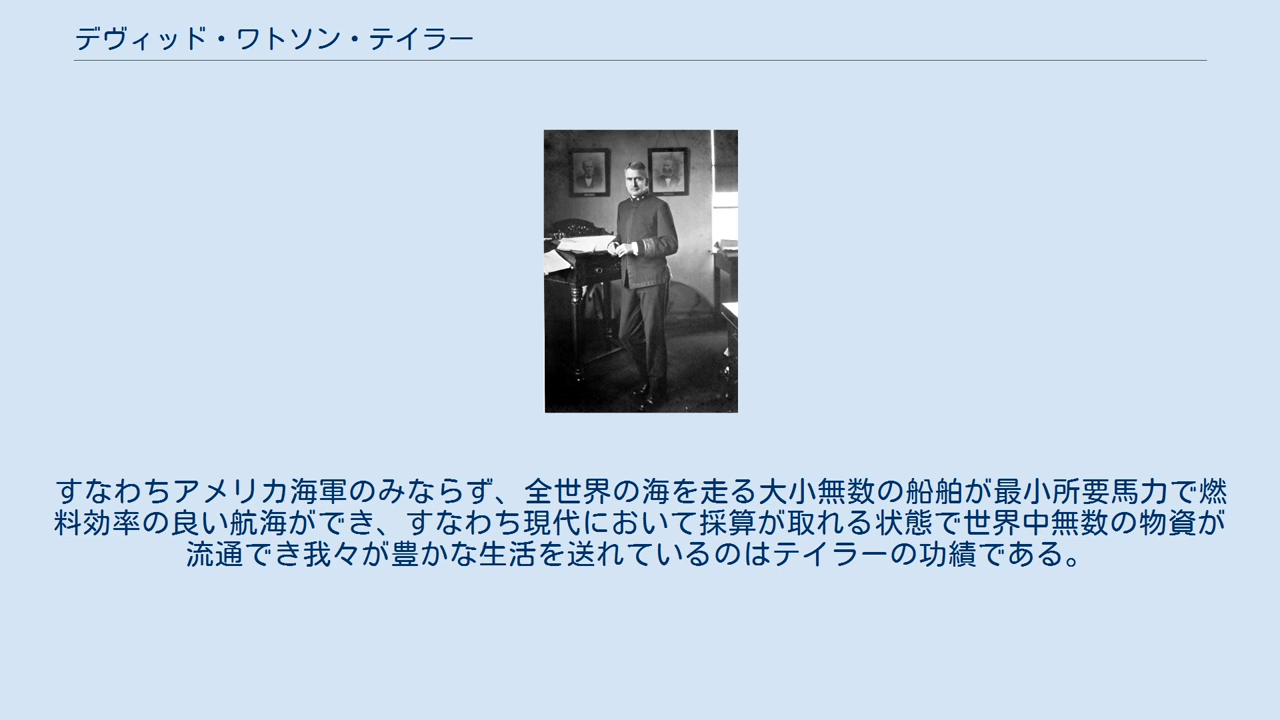 デヴィッド・ワトソン・テイラー
すなわちアメリカ海軍のみならず、全世界の海を走る大小無数の船舶が最小所要馬力で燃
料効率の良い航海ができ、すなわち現代において採算が取れる状態で世界中無数の物資が
流通でき我々が豊かな生活を送れているのはテイラーの功績である。